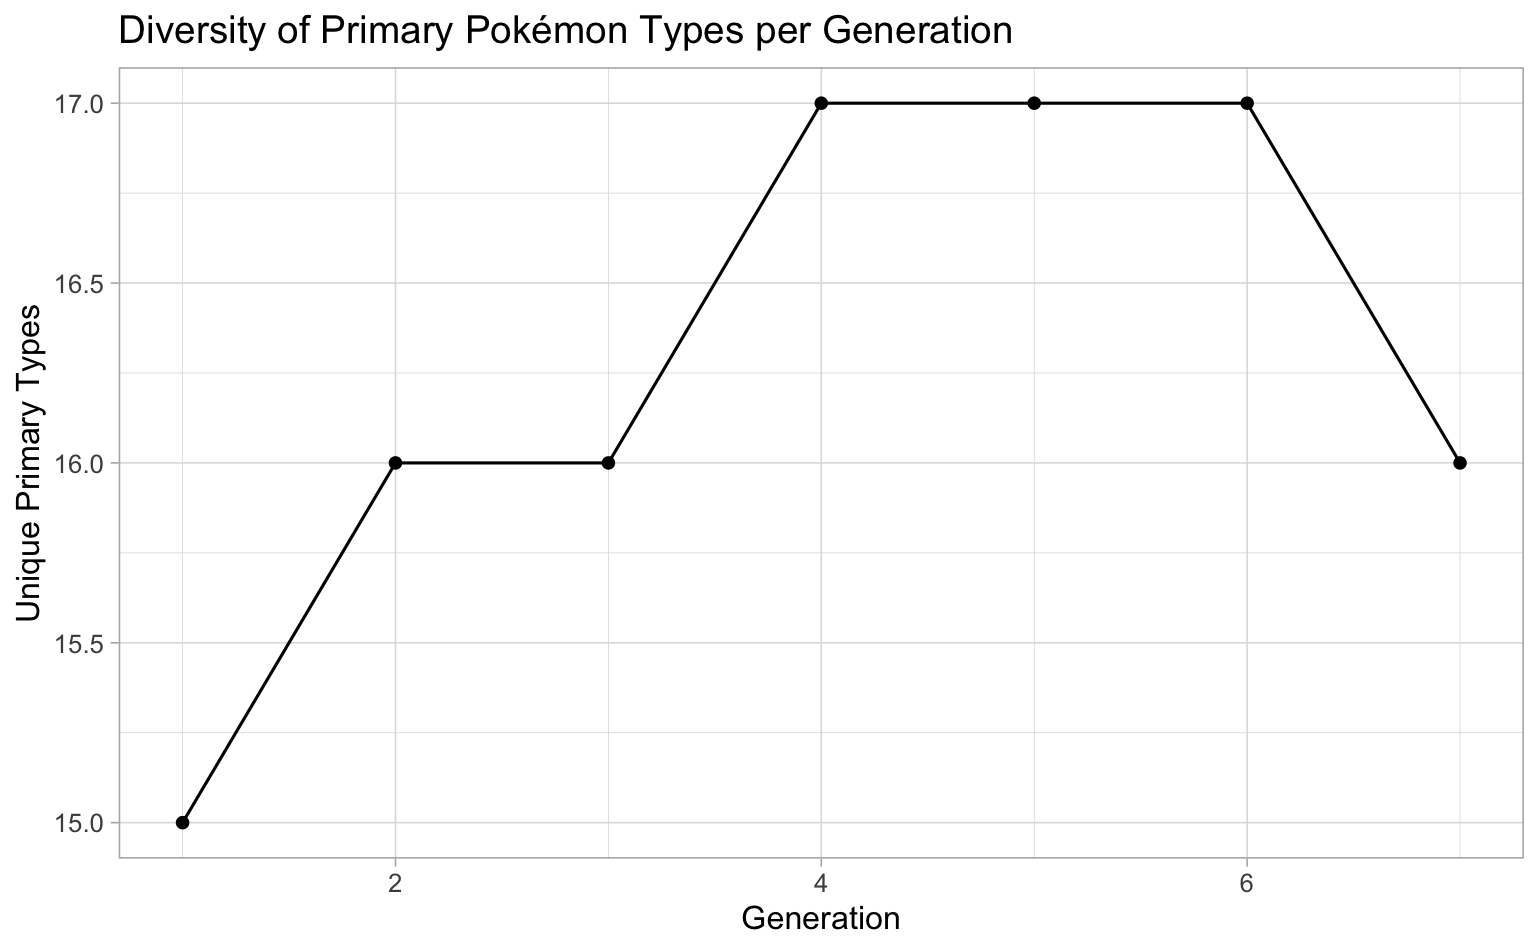 Diversity of Primary Pokémon Types per Generation
Unique Primary Types
17.0
16.5
16.0
15.5
15.0
2
4
6
Generation